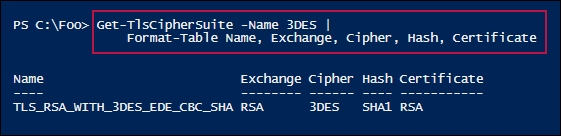 PS C:\Foo> Get-TlsCipherSuite -Name 3DES |
Format-Table Name, Exchange, Cipher, Hash, Certificate
Name Exchange Cipher Hash Certificate
---- -------- ------ ---- -----------
TLS_RSA_WITH_3DES_EDE_CBC_SHA RSA 3DES SHA1 RSA